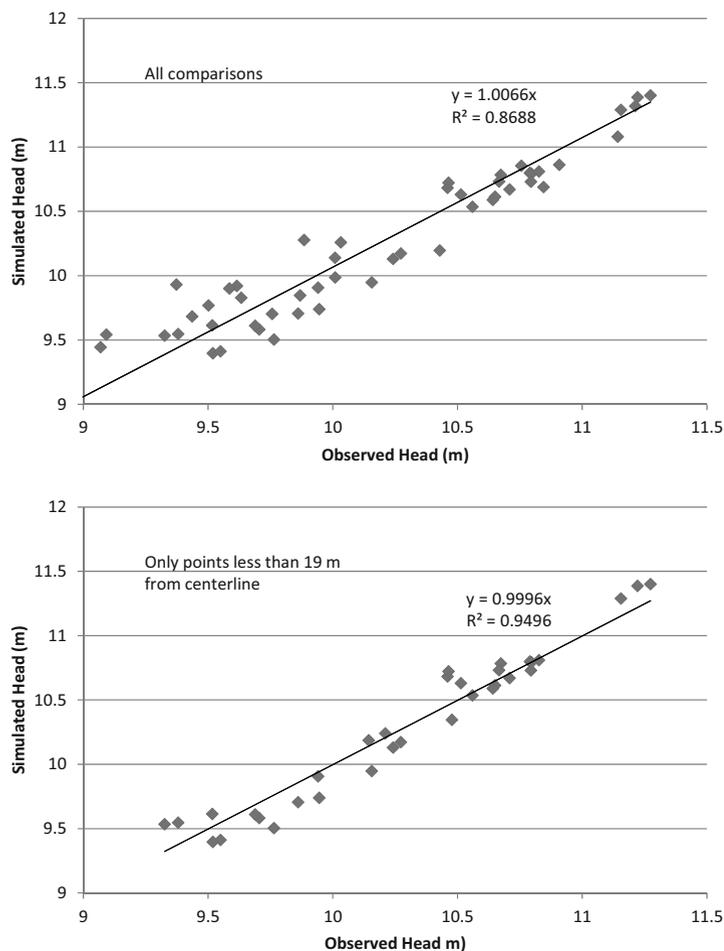 12
11.5
All comparisons
y = 1.0066x
R² = 0.8688
11
10.5
10
9.5
9
Simulated Head (m)
9 9.5 10 10.5 11 11.5
Observed Head (m)
12
11.5
Only points less than 19 m
from centerline
y = 0.9996x
R² = 0.9496
11
10.5
10
9.5
9
Simulated Head (m)
9 9.5 10 10.5 11 11.5
Observed Head m)